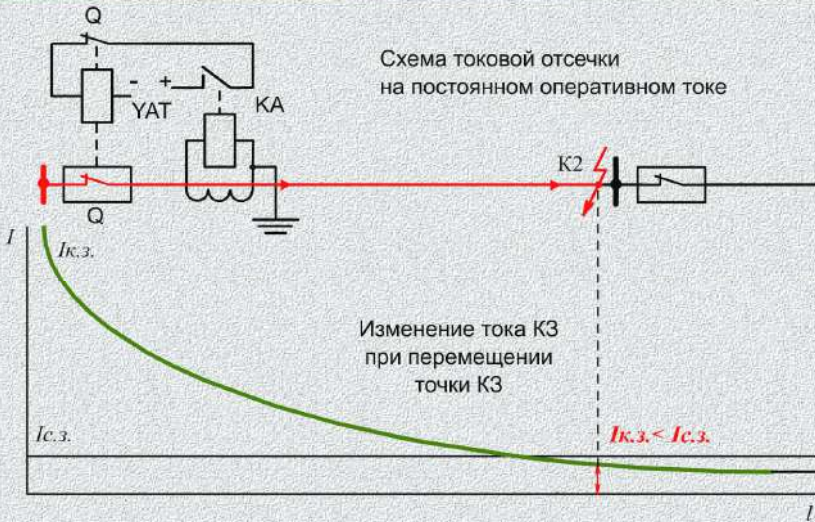 Q
Схема токовой отсечки
на постоянном оперативном токе
- +
YAT
KA
К2
Q
I
Iк.з.
Изменение тока КЗ
при перемещении
точки КЗ
Iс.з.
Iк.з.< Iс.з.
l